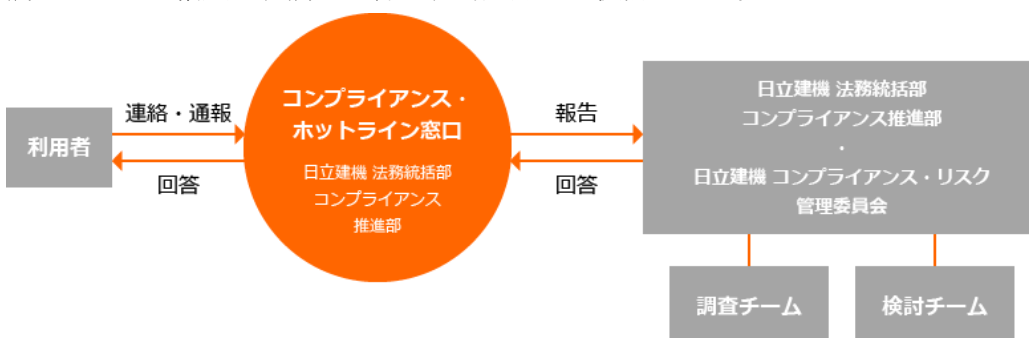 利用者
連絡・通報
回答
コンプライアンス・
ホットライン窓口
日立建機 法務統括部
コンプライアンス
推進部
報告
回答
日立建機 法務統括部
コンプライアンス推進部
・
日立建機 コンプライアンス・リスク
管理委員会
調査チーム
検討チーム